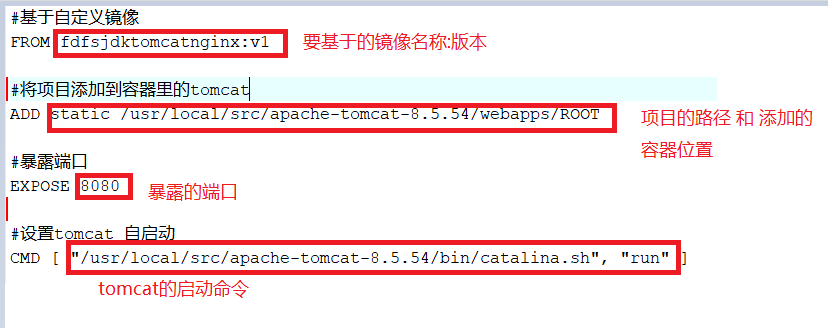 #基于自定义镜像
FROM fdfsjdktomcatnginx:v1 要基于的镜像名称:版本
#将项目添加到容器里的tomcat
ADD static /usr/local/src/apache-tomcat-8.5.54/webapps/ROOT 项目的路径 和 添加的
容器位置
#暴露端口
EXPOSE 8080 暴露的端口
#设置tomcat 自启动
CMD [ "/usr/local/src/apache-tomcat-8.5.54/bin/catalina.sh", "run" ]
tomcat的启动命令